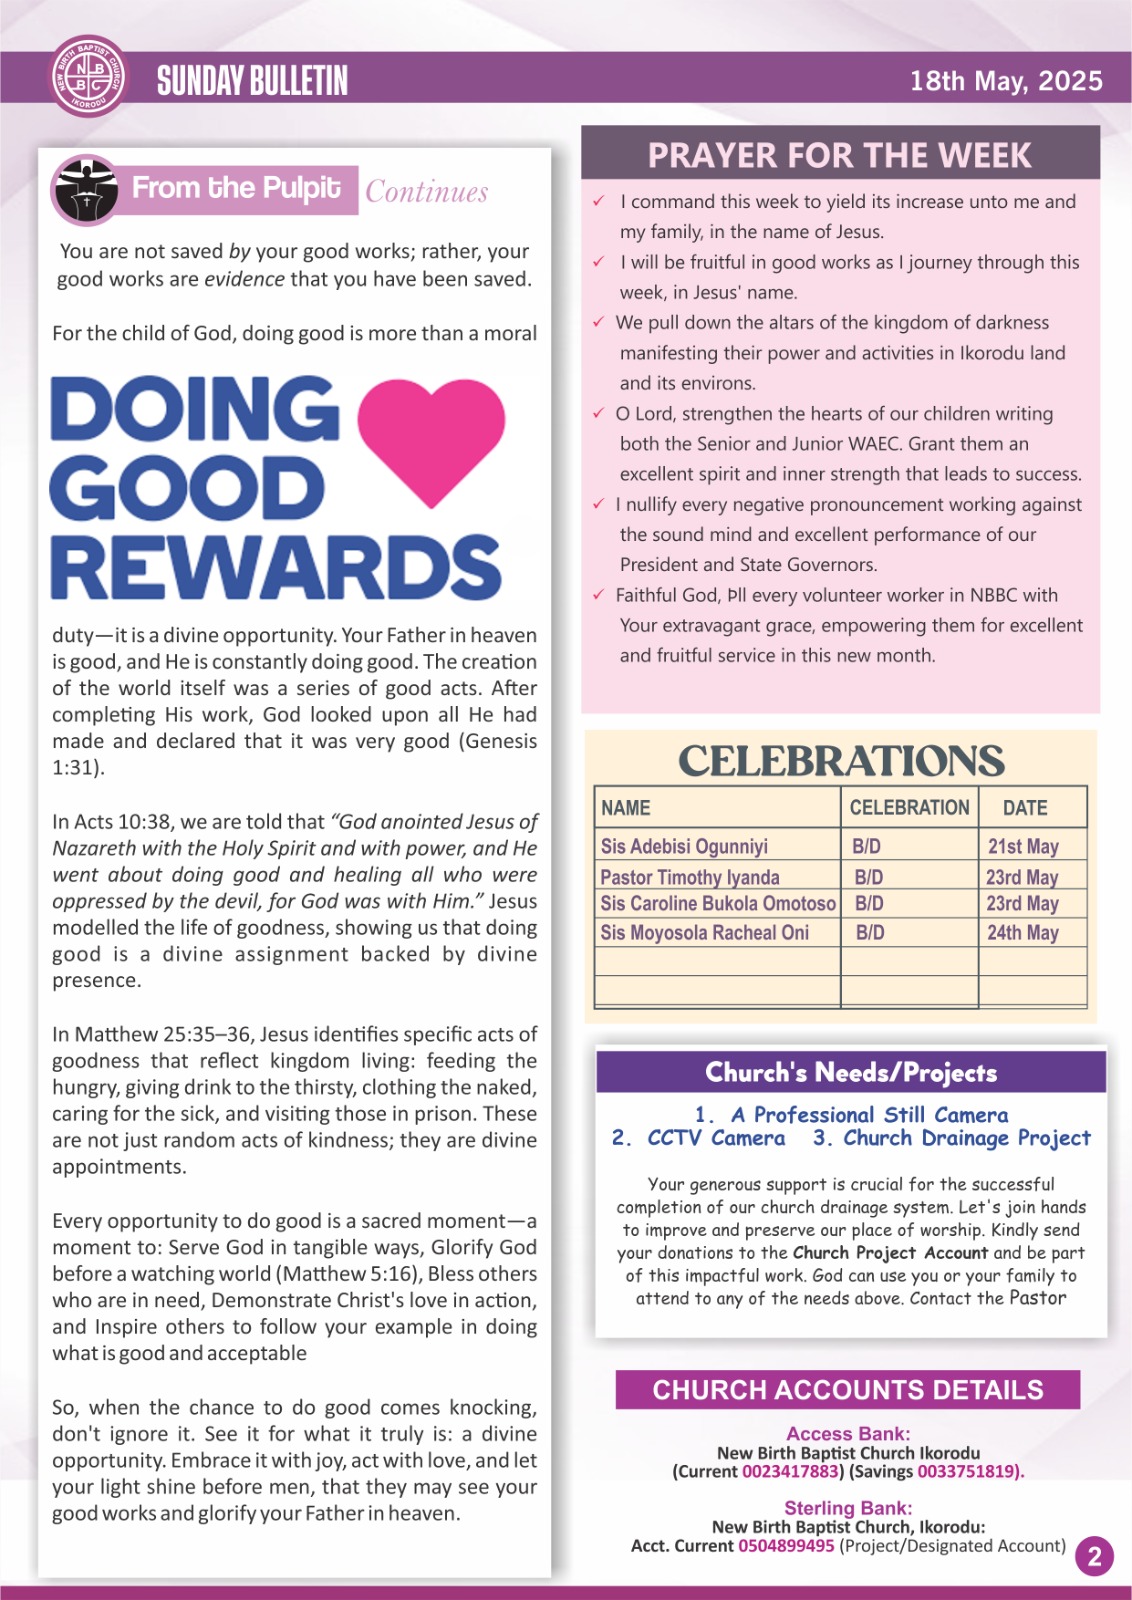 NEW BIRTH BAPTIST CHURCH
N B
B C
IKORODU
SUNDAY BULLETIN
18th May, 2025
From the Pulpit Continues
You are not saved by your good works; rather, your
good works are evidence that you have been saved.
For the child of God, doing good is more than a moral
DOING
GOOD
REWARDS
duty—it is a divine opportunity. Your Father in heaven
is good, and He is constantly doing good. The creation
of the world itself was a series of good acts. After
completing His work, God looked upon all He had
made and declared that it was very good (Genesis
1:31).
In Acts 10:38, we are told that “God anointed Jesus of
Nazareth with the Holy Spirit and with power, and He
went about doing good and healing all who were
oppressed by the devil, for God was with Him.” Jesus
modelled the life of goodness, showing us that doing
good is a divine assignment backed by divine
presence.
In Matthew 25:35–36, Jesus identifies specific acts of
goodness that reflect kingdom living: feeding the
hungry, giving drink to the thirsty, clothing the naked,
caring for the sick, and visiting those in prison. These
are not just random acts of kindness; they are divine
appointments.
Every opportunity to do good is a sacred moment—a
moment to: Serve God in tangible ways, Glorify God
before a watching world (Matthew 5:16), Bless others
who are in need, Demonstrate Christ's love in action,
and Inspire others to follow your example in doing
what is good and acceptable
So, when the chance to do good comes knocking,
don't ignore it. See it for what it truly is: a divine
opportunity. Embrace it with joy, act with love, and let
your light shine before men, that they may see your
good works and glorify your Father in heaven.
PRAYER FOR THE WEEK
✓ I command this week to yield its increase unto me and
my family, in the name of Jesus.
✓ I will be fruitful in good works as I journey through this
week, in Jesus' name.
✓ We pull down the altars of the kingdom of darkness
manifesting their power and activities in Ikorodu land
and its environs.
✓ O Lord, strengthen the hearts of our children writing
both the Senior and Junior WAEC. Grant them an
excellent spirit and inner strength that leads to success.
✓ I nullify every negative pronouncement working against
the sound mind and excellent performance of our
President and State Governors.
✓ Faithful God, Þll every volunteer worker in NBBC with
Your extravagant grace, empowering them for excellent
and fruitful service in this new month.
CELEBRATIONS
NAME CELEBRATION DATE
Sis Adebisi Ogunniyi B/D 21st May
Pastor Timothy Iyanda B/D 23rd May
Sis Caroline Bukola Omotoso B/D 23rd May
Sis Moyosola Racheal Oni B/D 24th May
Church's Needs/Projects
1. A Professional Still Camera
2. CCTV Camera 3. Church Drainage Project
Your generous support is crucial for the successful
completion of our church drainage system. Let's join hands
to improve and preserve our place of worship. Kindly send
your donations to the Church Project Account and be part
of this impactful work. God can use you or your family to
attend to any of the needs above. Contact the Pastor
CHURCH ACCOUNTS DETAILS
Access Bank:
New Birth Baptist Church Ikorodu
(Current 0023417883) (Savings 0033751819).
Sterling Bank:
New Birth Baptist Church, Ikorodu:
Acct. Current 0504899495 (Project/Designated Account)
2